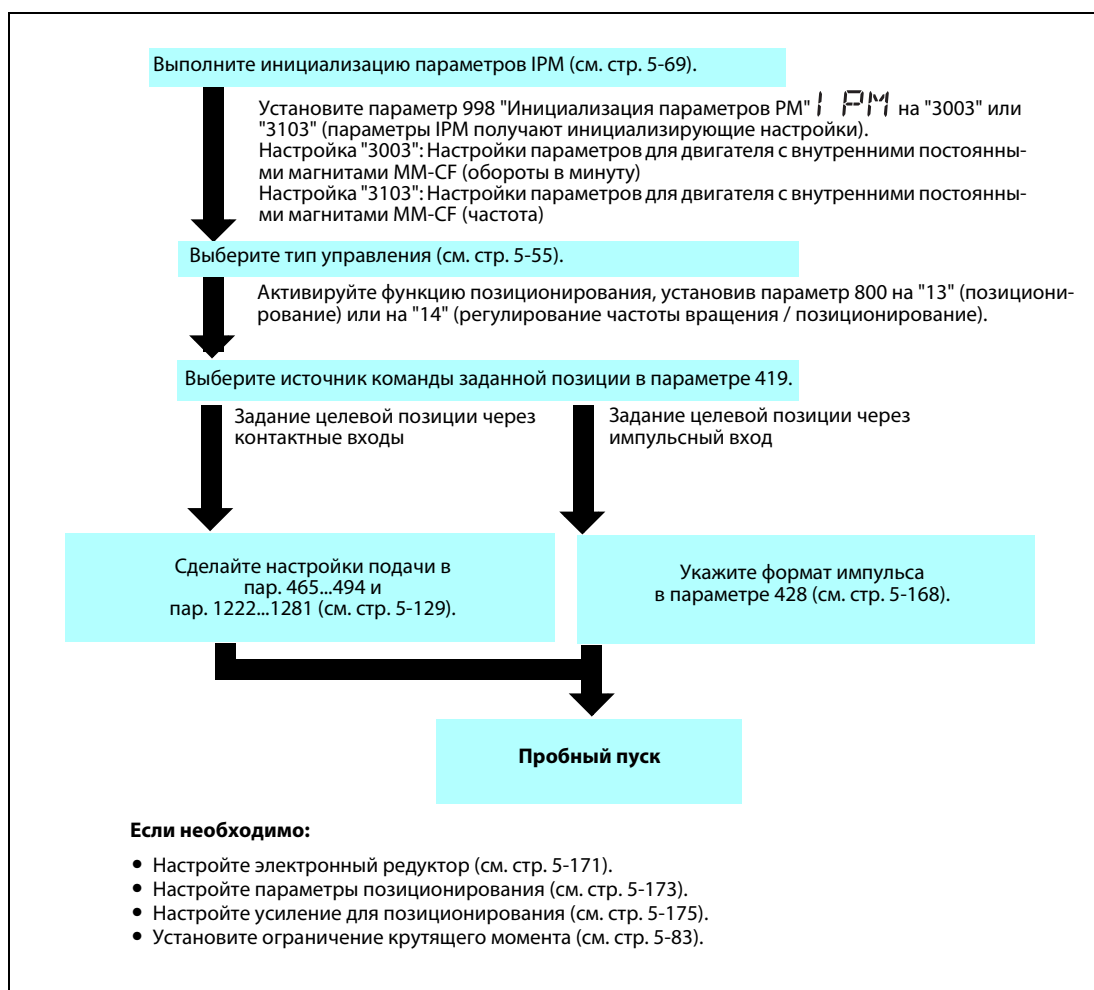 Выполните инициализацию параметров IPM (см. стр. 5-69).
Установите параметр 998 "Инициализация параметров PM" IPM на "3003" или
"3103" (параметры IPM получают инициализирующие настройки).
Настройка "3003": Настройки параметров для двигателя с внутренними постоянны-
ми магнитами MM-CF (обороты в минуту)
Настройка "3103": Настройки параметров для двигателя с внутренними постоянны-
ми магнитами MM-CF (частота)
Выберите тип управления (см. стр. 5-55).
Активируйте функцию позиционирования, установив параметр 800 на "13" (позициони-
рование) или на "14" (регулирование частоты вращения / позиционирование).
Выберите источник команды заданной позиции в параметре 419.
Задание целевой позиции через
контактные входы
Задание целевой позиции через
импульсный вход
Сделайте настройки подачи в
пар. 465...494 и
пар. 1222...1281 (см. стр. 5-129).
Укажите формат импульса
в параметре 428 (см. стр. 5-168).
Пробный пуск
Если необходимо:
● Настройте электронный редуктор (см. стр. 5-171).
● Настройте параметры позиционирования (см. стр. 5-173).
● Настройте усиление для позиционирования (см. стр. 5-175).
● Установите ограничение крутящего момента (см. стр. 5-83).